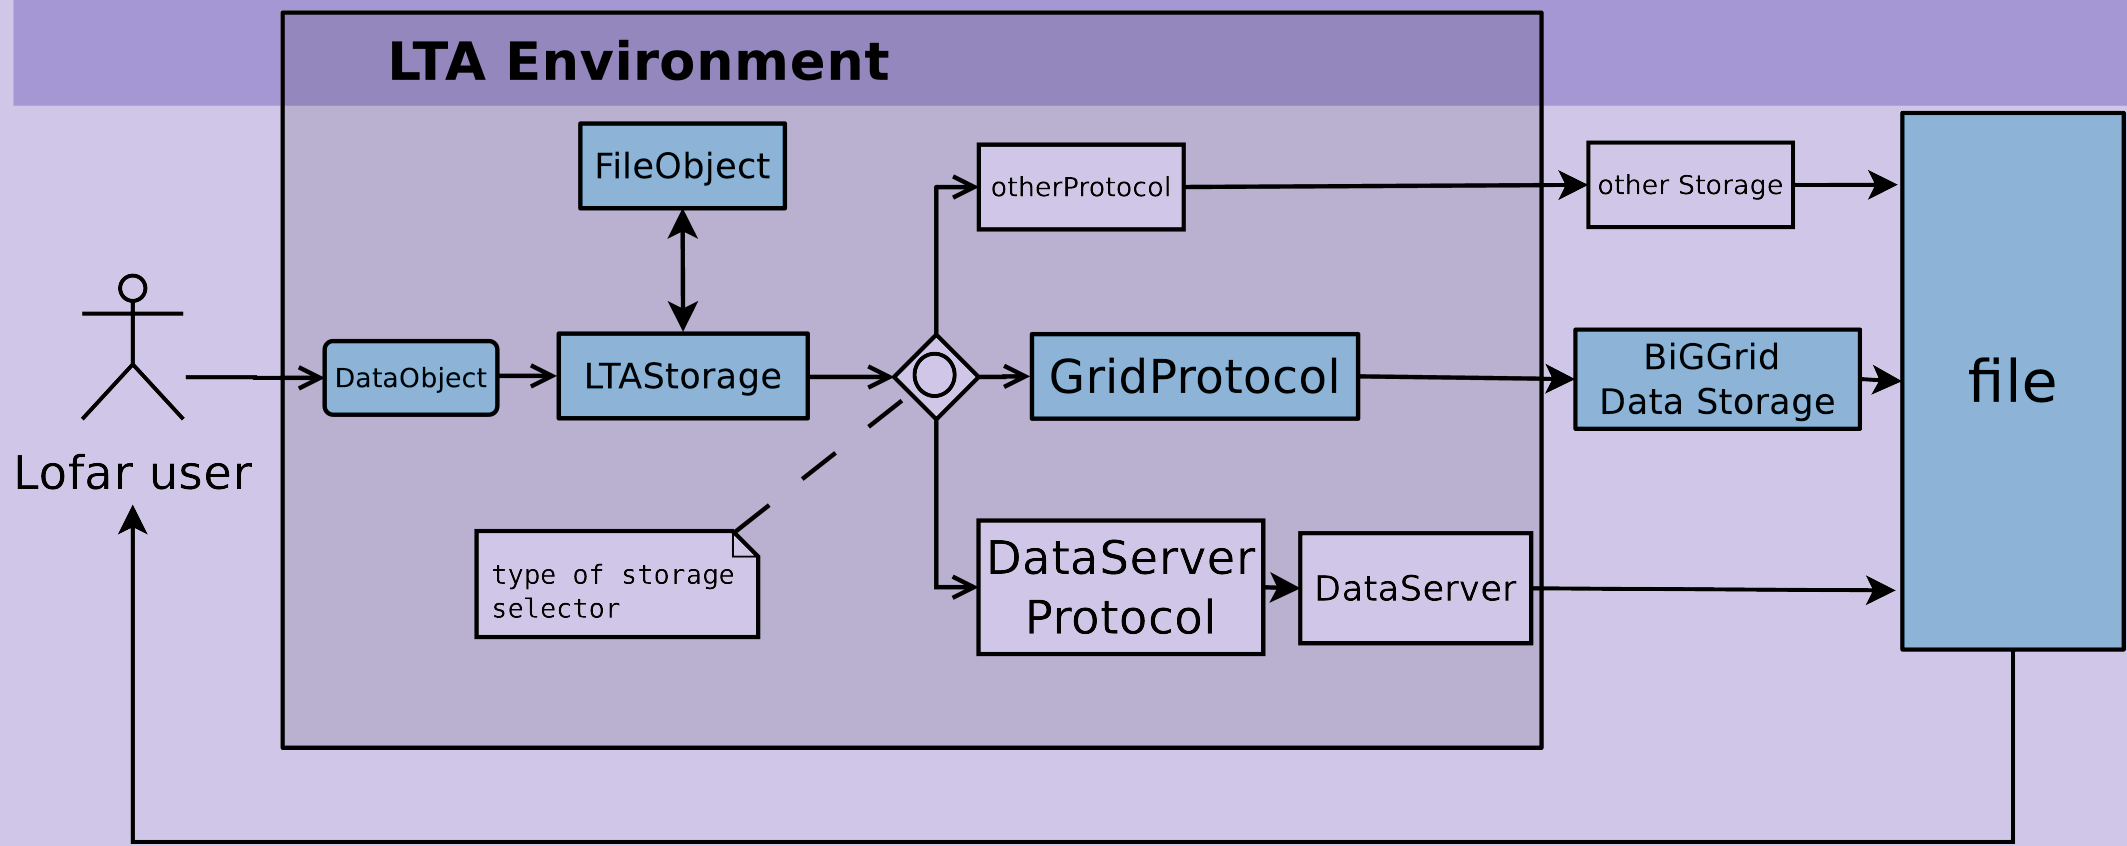 LTA Environment
FileObject
otherProtocol
other Storage
DataObject
LTAStorage
GridProtocol
BiGGrid
Data Storage
file
Lofar user
type of storage
selector
DataServer
Protocol
DataServer